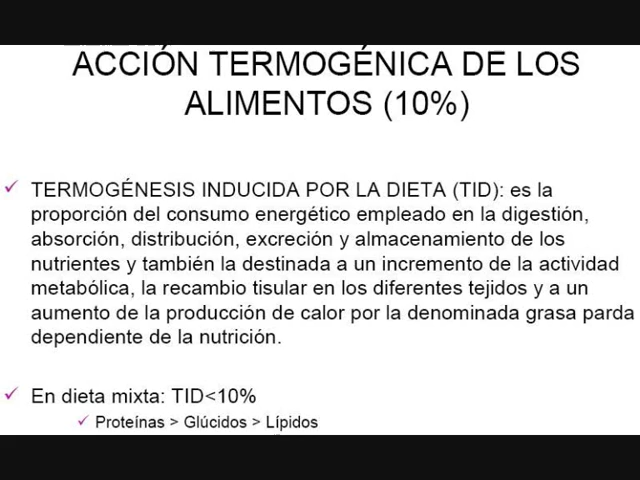 ACCIÓN TERMOGÉNICA DE LOS
ALIMENTOS (10%)
TERMOGÉNESIS INDUCIDA POR LA DIETA (TID): es la
proporción del consumo energético empleado en la digestión,
absorción, distribución, excreción y almacenamiento de los
nutrientes y también la destinada a un incremento de la actividad
metabólica, la recambio tisular en los diferentes tejidos y a un
aumento de la producción de calor por la denominada grasa parda
dependiente de la nutrición.
En dieta mixta: TID<10%
Proteínas > Glúcidos > Lípidos